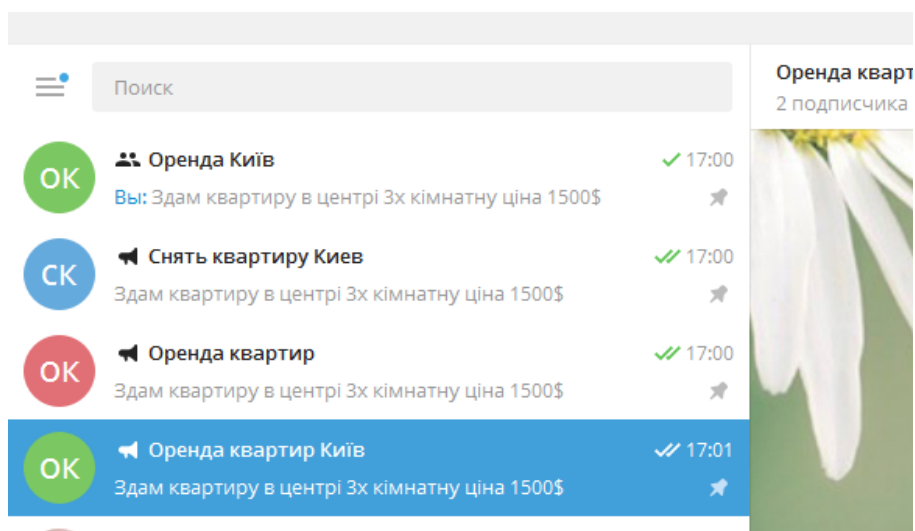 Поиск
Оренда кварт
2 подписчика
ОК
Оренда Київ
17:00
Вы: Здам квартиру в центрі 3х кімнатну ціна 1500$
СК
Снять квартиру Киев
17:00
Здам квартиру в центрі 3х кімнатну ціна 1500$
ОК
Оренда квартир
17:00
Здам квартиру в центрі 3х кімнатну ціна 1500$
ОК
Оренда квартир Київ
17:01
Здам квартиру в центрі 3х кімнатну ціна 1500$